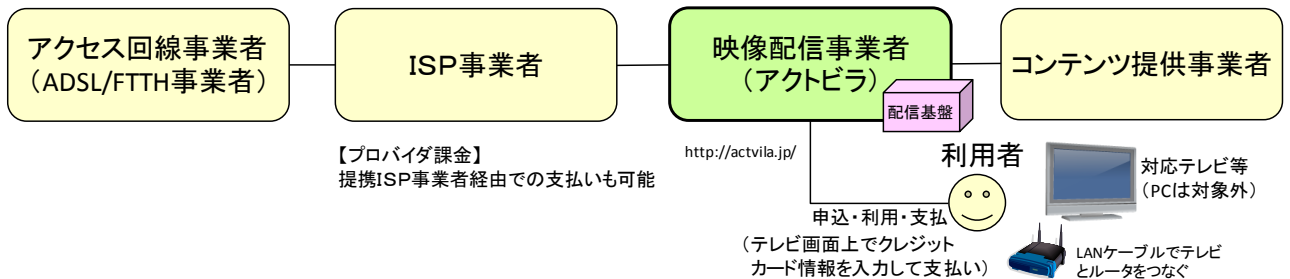 アクセス回線事業者
（ADSL/FTTH事業者）
ISP事業者
映像配信事業者
（アクトビラ）
コンテンツ提供事業者
配信基盤
【プロバイダ課金】
提携ISP事業者経由での支払いも可能
http://actvila.jp/
利用者
対応テレビ等
（PCは対象外）
申込・利用・支払
（テレビ画面上でクレジット
カード情報を入力して支払い）
LANケーブルでテレビ
とルータをつなぐ